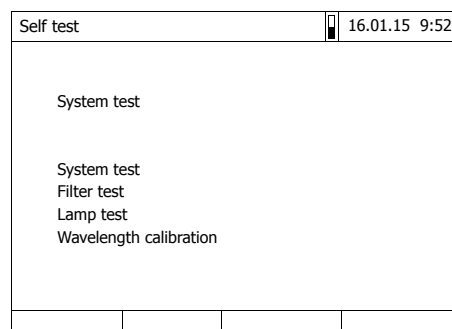 Self test 16.01.15 9:52
System test
System test
Filter test
Lamp test
Wavelength calibration